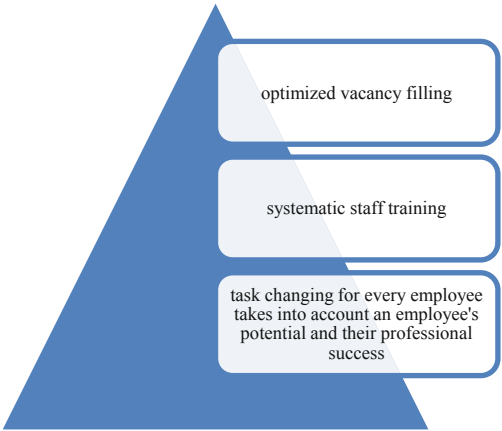 optimized vacancy filling
systematic staff training
task changing for every employee
takes into account an employee's
potential and their professional
success